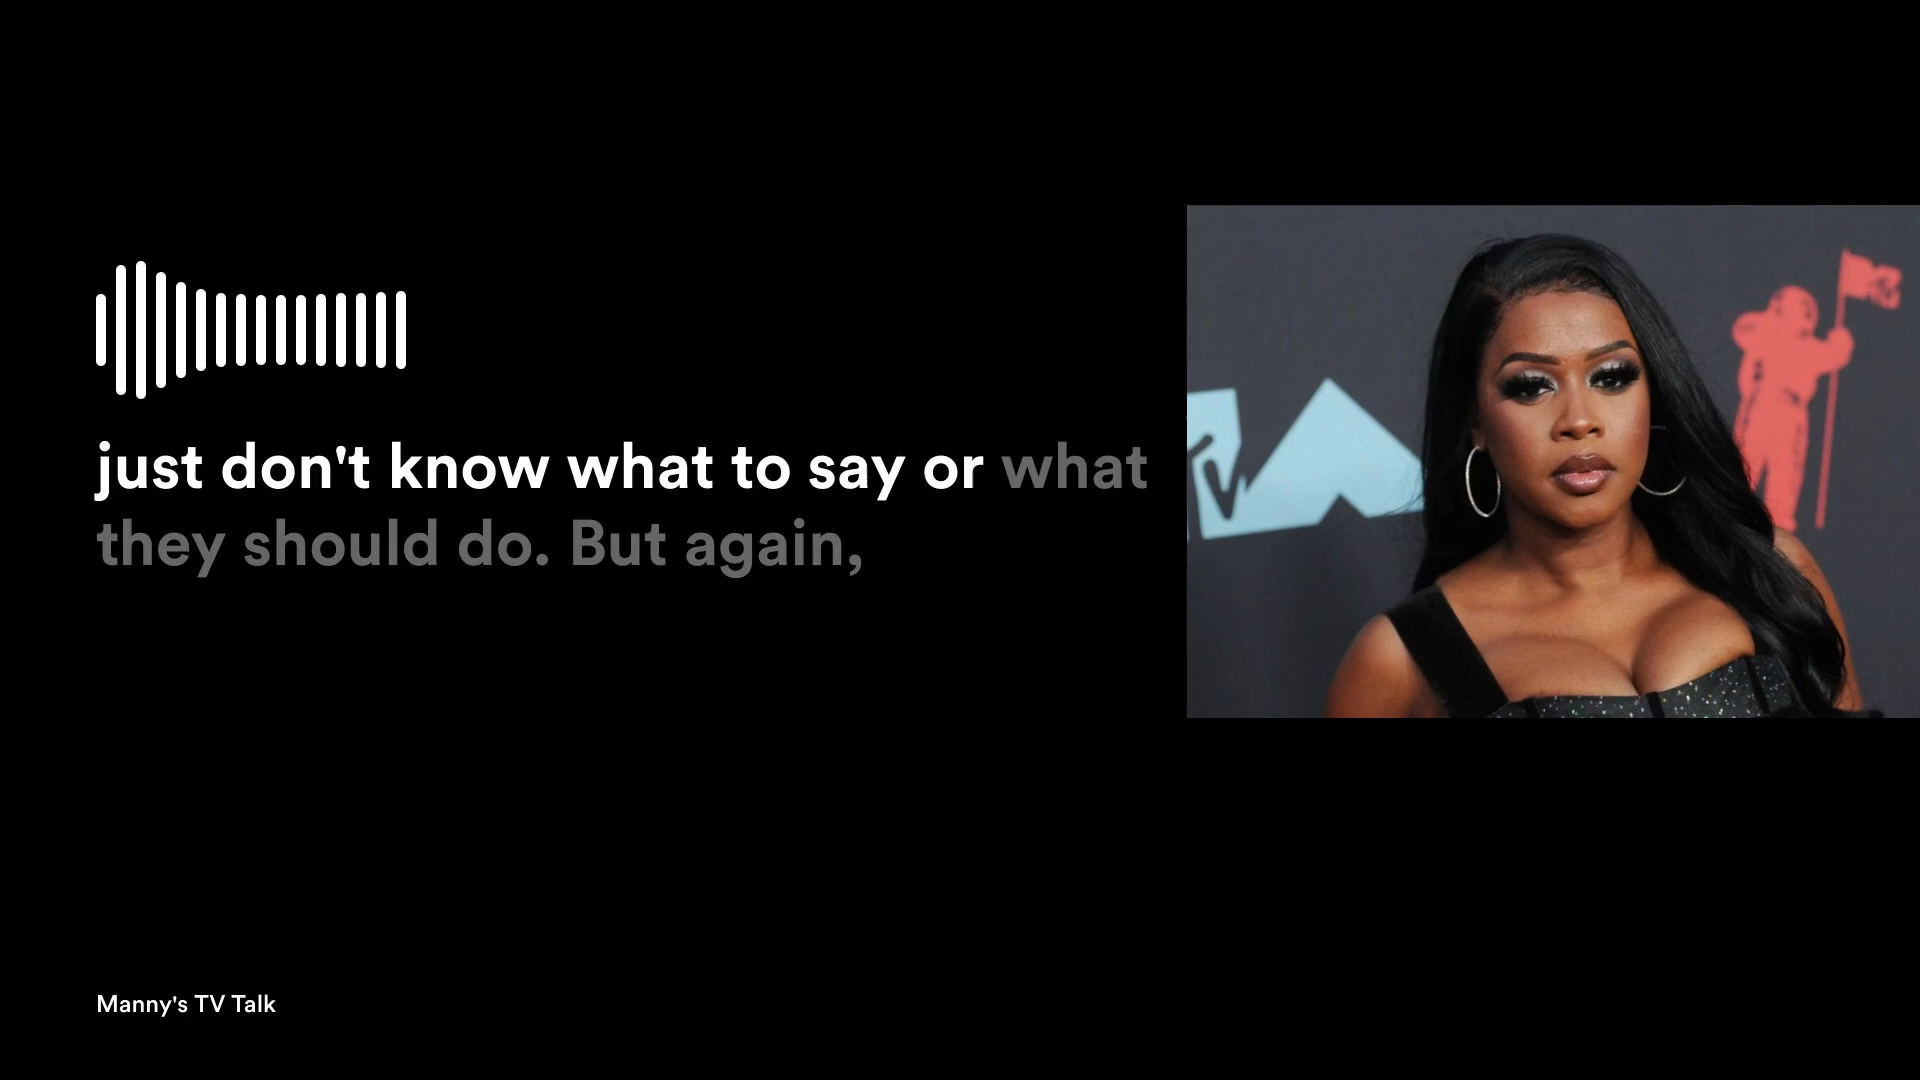 just don't know what to say or what
they should do. But again,
Manny's TV Talk